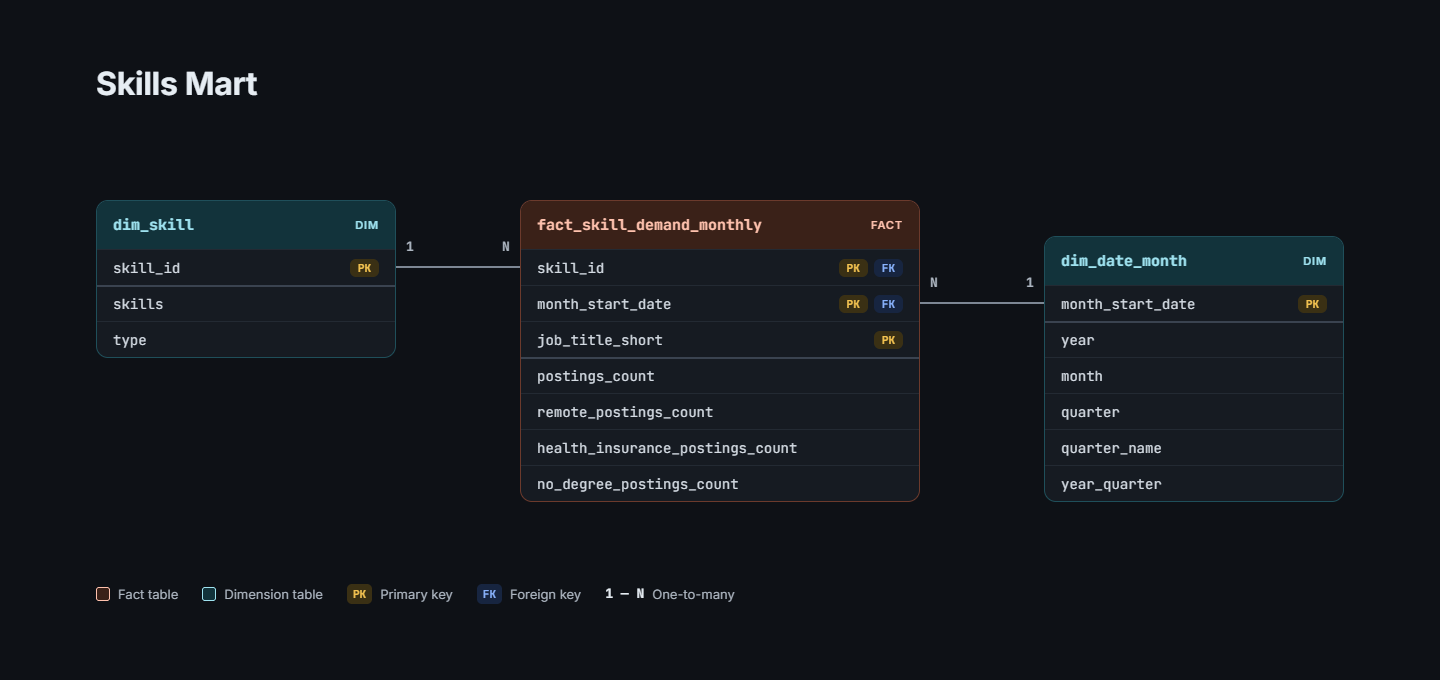 Skills Mart
dim_skill DIM
skill_id PK
skills
type
1 N
fact_skill_demand_monthly FACT
skill_id PK FK
month_start_date PK FK
job_title_short PK
postings_count
remote_postings_count
health_insurance_postings_count
no_degree_postings_count
N 1
dim_date_month DIM
month_start_date PK
year
month
quarter
quarter_name
year_quarter
Fact table Dimension table PK Primary key FK Foreign key 1 — N One-to-many